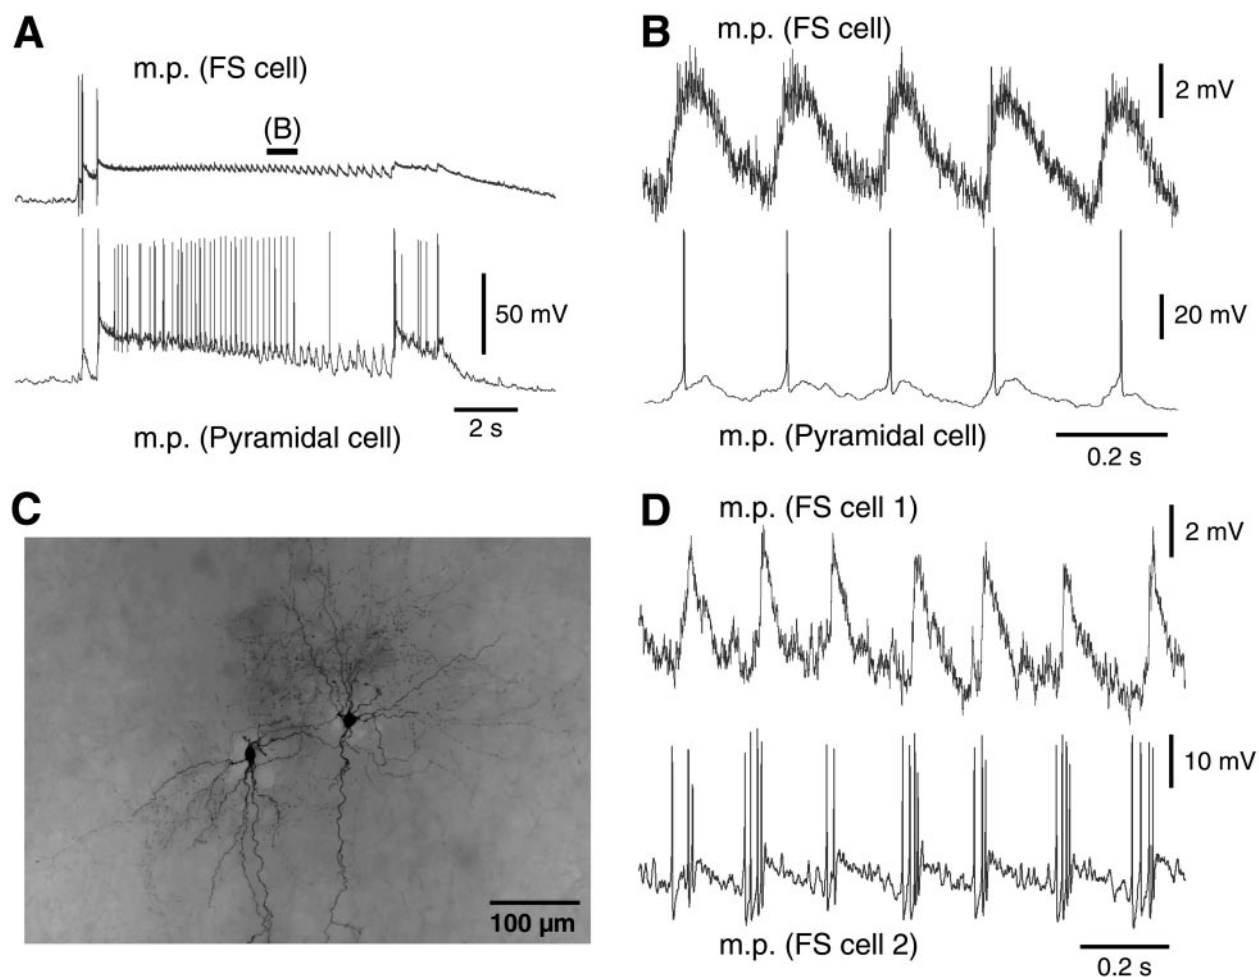 A
m.p. (FS cell)
(B)
50 mV
2 s
m.p. (Pyramidal cell)
B
m.p. (FS cell)
2 mV
20 mV
m.p. (Pyramidal cell)
0.2 s
C
100 µm
D
m.p. (FS cell 1)
2 mV
10 mV
m.p. (FS cell 2)
0.2 s